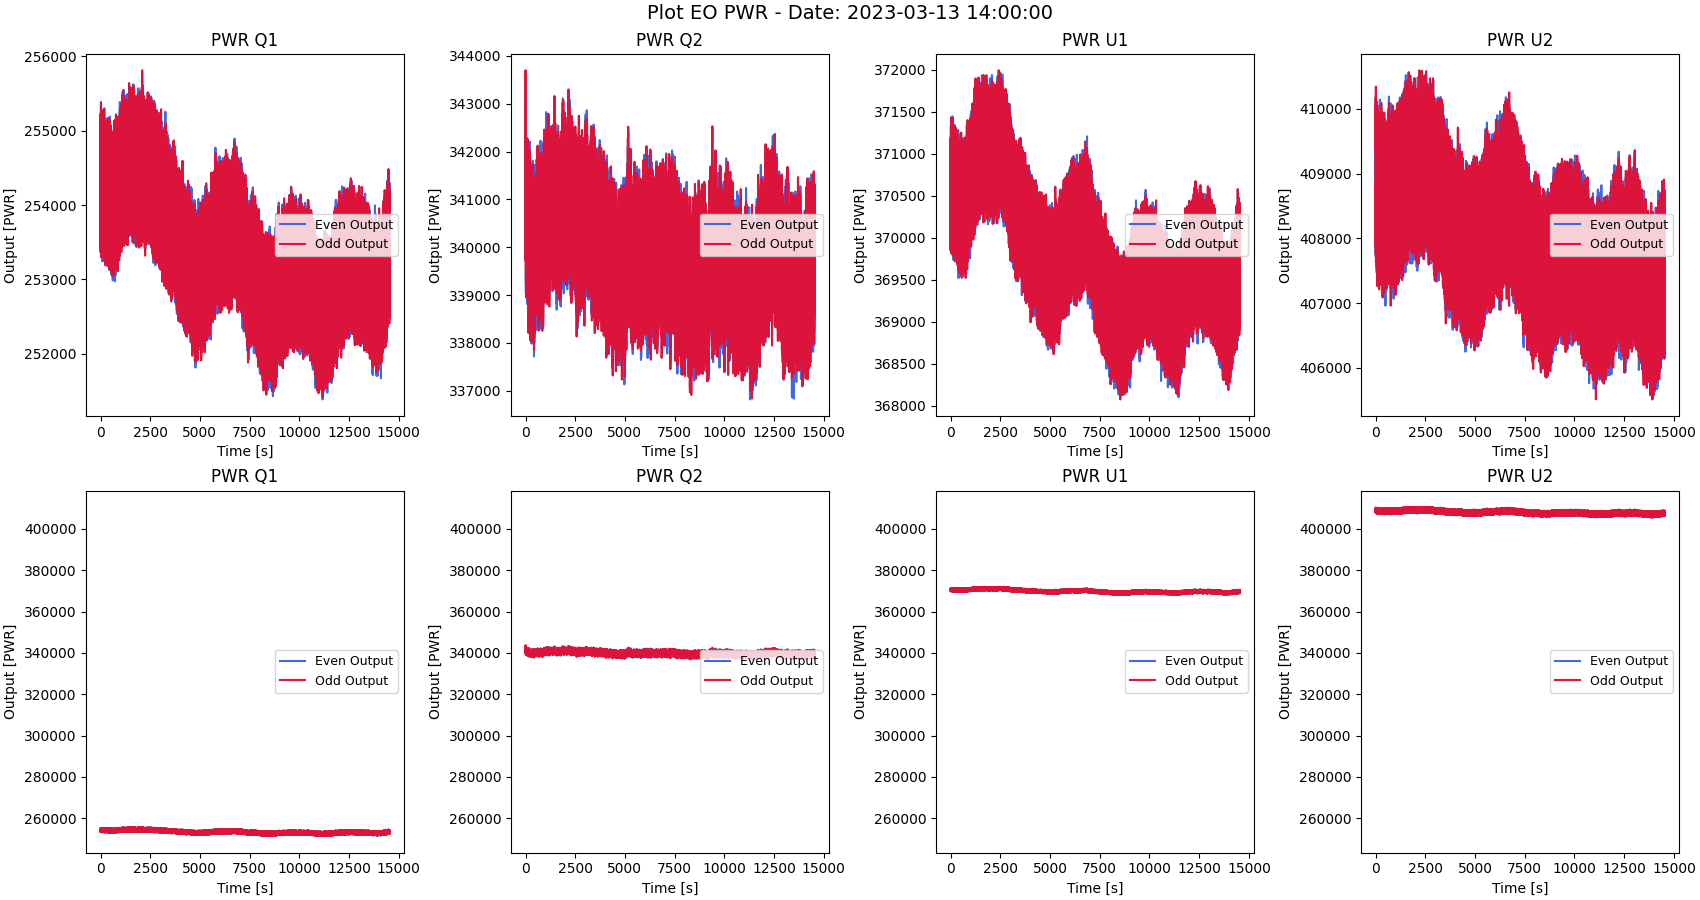 Plot EO PWR - Date: 2023-03-13 14:00:00
PWR Q1
PWR Q2
PWR U1
PWR U2
Output [PWR]
256000
255000
254000
253000
252000
Even Output
Odd Output
0 2500 5000 7500 10000 12500 15000
Time [s]
Output [PWR]
344000
343000
342000
341000
340000
339000
338000
337000
Even Output
Odd Output
0 2500 5000 7500 10000 12500 15000
Time [s]
Output [PWR]
372000
371500
371000
370500
370000
369500
369000
368500
368000
Even Output
Odd Output
0 2500 5000 7500 10000 12500 15000
Time [s]
Output [PWR]
410000
409000
408000
407000
406000
Even Output
Odd Output
0 2500 5000 7500 10000 12500 15000
Time [s]
PWR Q1
PWR Q2
PWR U1
PWR U2
Output [PWR]
400000
380000
360000
340000
320000
300000
280000
260000
Even Output
Odd Output
0 2500 5000 7500 10000 12500 15000
Time [s]
Output [PWR]
400000
380000
360000
340000
320000
300000
280000
260000
Even Output
Odd Output
0 2500 5000 7500 10000 12500 15000
Time [s]
Output [PWR]
400000
380000
360000
340000
320000
300000
280000
260000
Even Output
Odd Output
0 2500 5000 7500 10000 12500 15000
Time [s]
Output [PWR]
400000
380000
360000
340000
320000
300000
280000
260000
Even Output
Odd Output
0 2500 5000 7500 10000 12500 15000
Time [s]